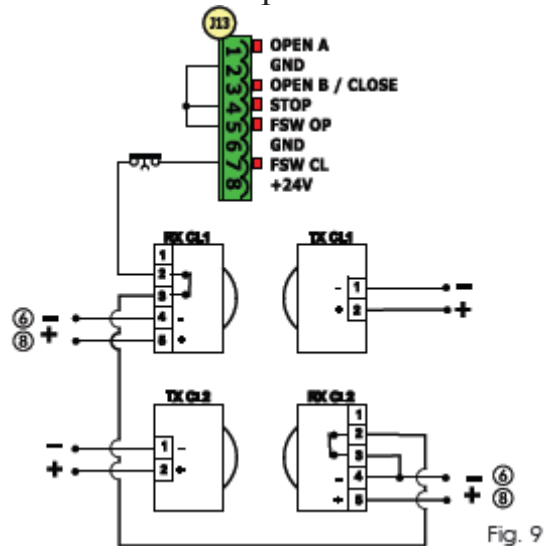 J13
1 OPEN A
2 GND
3 OPEN B / CLOSE
4 STOP
5 FSW OP
6 GND
7 FSW CL
8 +24V
RX CL1
1
2
3
4 -
5 +
⑥ -
⑧ +
TX CL1
- 1 -
+ 2 +
TX CL2
- 1 -
+ 2 +
RX CL2
1
2
3
- 4 - ⑥
+ 5 + ⑧
Fig. 9